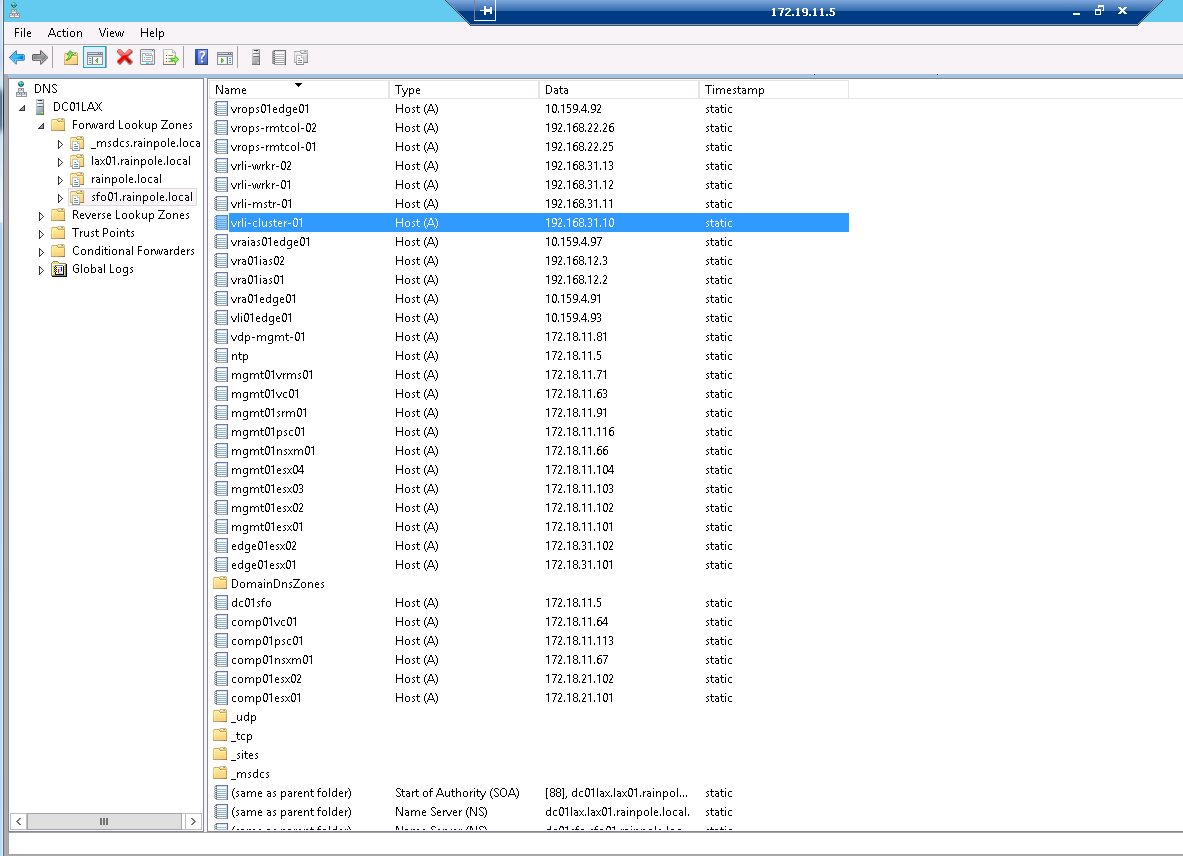 172.19.11.5
File Action View Help
DNS
DC01LAX
Forward Lookup Zones
_msdcs.rainpole.loca
lax01.rainpole.local
rainpole.local
sfo01.rainpole.local
Reverse Lookup Zones
Trust Points
Conditional Forwarders
Global Logs
Name Type Data Timestamp
vrops01edge01 Host (A) 10.159.4.92 static
vrops-rmtcol-02 Host (A) 192.168.22.26 static
vrops-rmtcol-01 Host (A) 192.168.22.25 static
vrli-wrkr-02 Host (A) 192.168.31.13 static
vrli-wrkr-01 Host (A) 192.168.31.12 static
vrli-mstr-01 Host (A) 192.168.31.11 static
vrli-cluster-01 Host (A) 192.168.31.10 static
vraias01edge01 Host (A) 10.159.4.97 static
vra01ias02 Host (A) 192.168.12.3 static
vra01ias01 Host (A) 192.168.12.2 static
vra01edge01 Host (A) 10.159.4.91 static
vli01edge01 Host (A) 10.159.4.93 static
vdp-mgmt-01 Host (A) 172.18.11.81 static
ntp Host (A) 172.18.11.5 static
mgmt01vrms01 Host (A) 172.18.11.71 static
mgmt01vc01 Host (A) 172.18.11.63 static
mgmt01srm01 Host (A) 172.18.11.91 static
mgmt01psc01 Host (A) 172.18.11.116 static
mgmt01nsxm01 Host (A) 172.18.11.66 static
mgmt01esx04 Host (A) 172.18.11.104 static
mgmt01esx03 Host (A) 172.18.11.103 static
mgmt01esx02 Host (A) 172.18.11.102 static
mgmt01esx01 Host (A) 172.18.11.101 static
edge01esx02 Host (A) 172.18.31.102 static
edge01esx01 Host (A) 172.18.31.101 static
DomainDnsZones
dc01sfo Host (A) 172.18.11.5 static
comp01vc01 Host (A) 172.18.11.64 static
comp01psc01 Host (A) 172.18.11.113 static
comp01nsxm01 Host (A) 172.18.11.67 static
comp01esx02 Host (A) 172.18.21.102 static
comp01esx01 Host (A) 172.18.21.101 static
_udp
_tcp
_sites
_msdcs
(same as parent folder) Start of Authority (SOA) [88], dc01lax.lax01.rainpol... static
(same as parent folder) Name Server (NS) dc01lax.lax01.rainpole.local. static
(same as parent folder) Name Server (NS) dc01sfo.sfo01.rainpole.loc... static